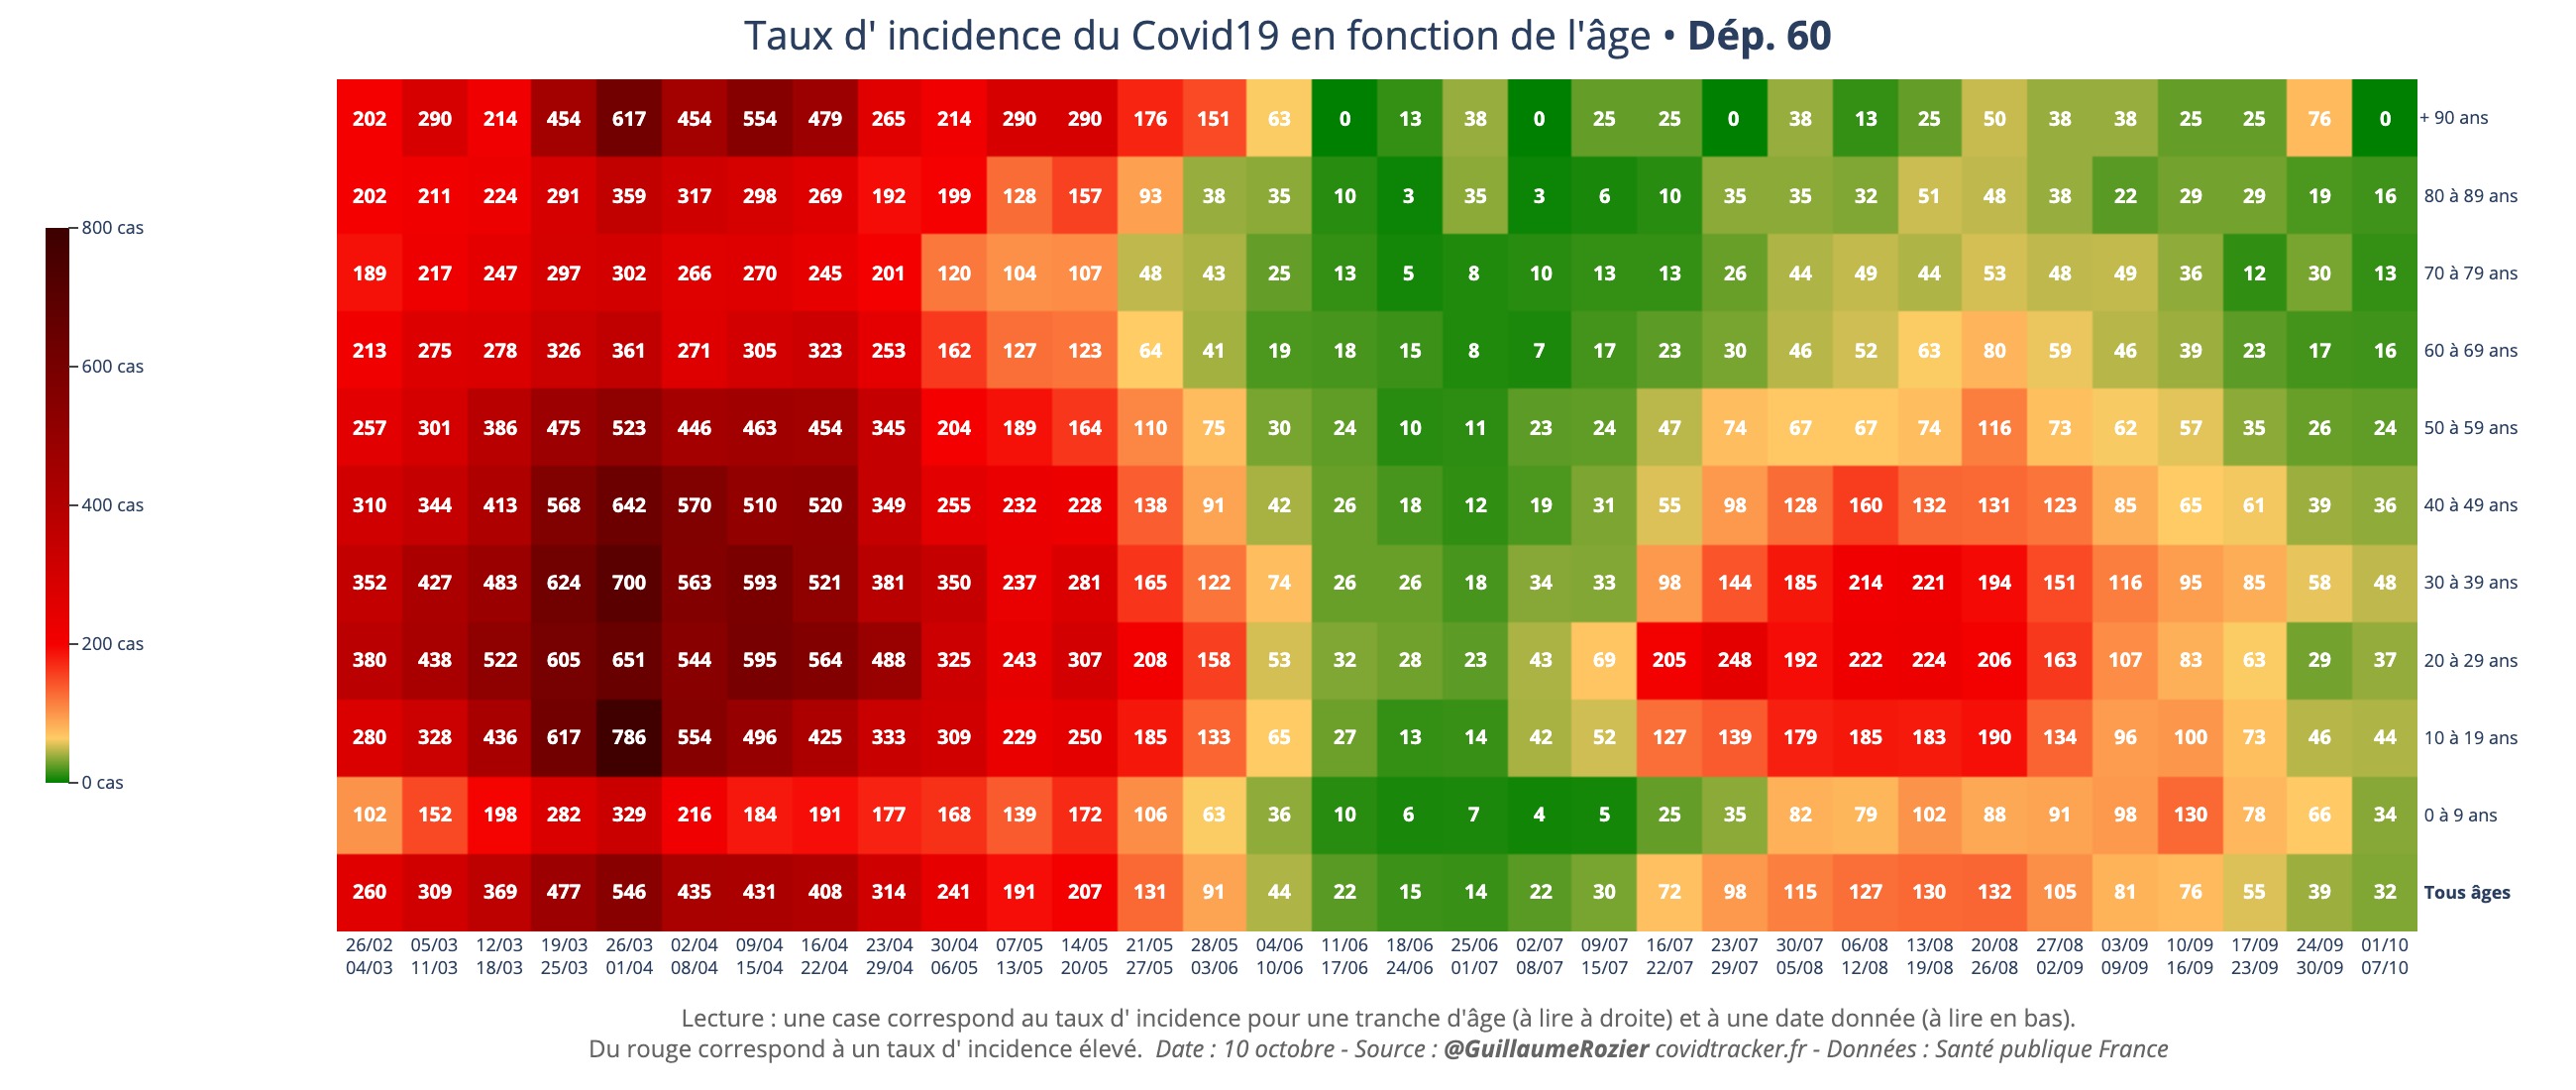 Taux d' incidence du Covid19 en fonction de l'âge • Dép. 60
800 cas
600 cas
400 cas
200 cas
0 cas
202 290 214 454 617 454 554 479 265 214 290 290 176 151 63 0 13 38 0 25 25 0 38 13 25 50 38 38 25 25 76 0 + 90 ans
202 211 224 291 359 317 298 269 192 199 128 157 93 38 35 10 3 35 3 6 10 35 35 32 51 48 38 22 29 29 19 16 80 à 89 ans
189 217 247 297 302 266 270 245 201 120 104 107 48 43 25 13 5 8 10 13 13 26 44 49 44 53 48 49 36 12 30 13 70 à 79 ans
213 275 278 326 361 271 305 323 253 162 127 123 64 41 19 18 15 8 7 17 23 30 46 52 63 80 59 46 39 23 17 16 60 à 69 ans
257 301 386 475 523 446 463 454 345 204 189 164 110 75 30 24 10 11 23 24 47 74 67 67 74 116 73 62 57 35 26 24 50 à 59 ans
310 344 413 568 642 570 510 520 349 255 232 228 138 91 42 26 18 12 19 31 55 98 128 160 132 131 123 85 65 61 39 36 40 à 49 ans
352 427 483 624 700 563 593 521 381 350 237 281 165 122 74 26 26 18 34 33 98 144 185 214 221 194 151 116 95 85 58 48 30 à 39 ans
380 438 522 605 651 544 595 564 488 325 243 307 208 158 53 32 28 23 43 69 205 248 192 222 224 206 163 107 83 63 29 37 20 à 29 ans
280 328 436 617 786 554 496 425 333 309 229 250 185 133 65 27 13 14 42 52 127 139 179 185 183 190 134 96 100 73 46 44 10 à 19 ans
102 152 198 282 329 216 184 191 177 168 139 172 106 63 36 10 6 7 4 5 25 35 82 79 102 88 91 98 130 78 66 34 0 à 9 ans
260 309 369 477 546 435 431 408 314 241 191 207 131 91 44 22 15 14 22 30 72 98 115 127 130 132 105 81 76 55 39 32 Tous âges
26/02 05/03 12/03 19/03 26/03 02/04 09/04 16/04 23/04 30/04 07/05 14/05 21/05 28/05 04/06 11/06 18/06 25/06 02/07 09/07 16/07 23/07 30/07 06/08 13/08 20/08 27/08 03/09 10/09 17/09 24/09 01/10
04/03 11/03 18/03 25/03 01/04 08/04 15/04 22/04 29/04 06/05 13/05 20/05 27/05 03/06 10/06 17/06 24/06 01/07 08/07 15/07 22/07 29/07 05/08 12/08 19/08 26/08 02/09 09/09 16/09 23/09 30/09 07/10
Lecture : une case correspond au taux d' incidence pour une tranche d'âge (à lire à droite) et à une date donnée (à lire en bas).
Du rouge correspond à un taux d' incidence élevé. Date : 10 octobre - Source : @GuillaumeRozier covidtracker.fr - Données : Santé publique France